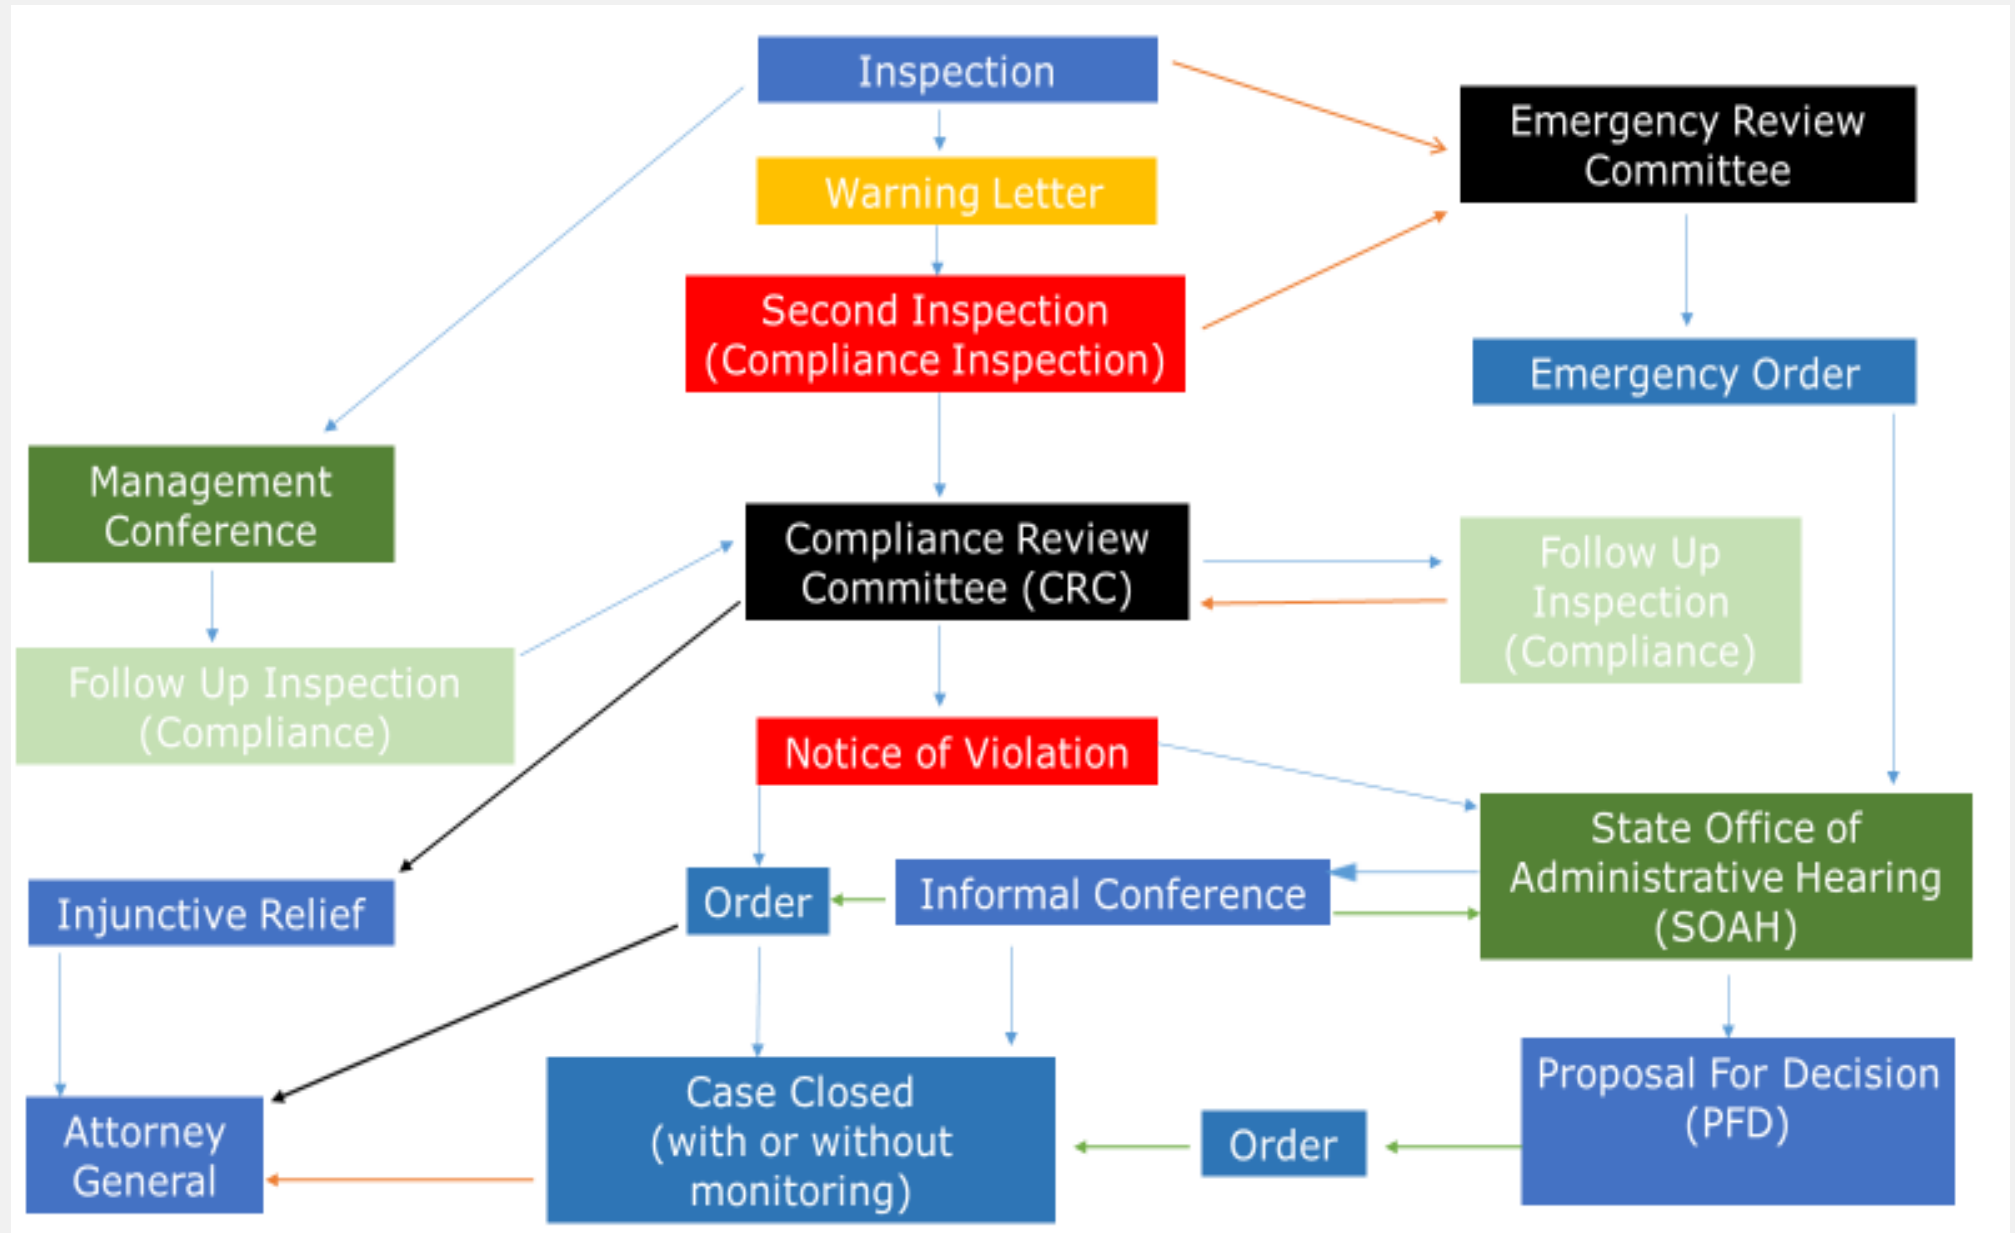 Inspection
Emergency Review
Committee
Warning Letter
Second Inspection
(Compliance Inspection)
Emergency Order
Management
Conference
Compliance Review
Committee (CRC)
Follow Up
Inspection
(Compliance)
Follow Up Inspection
(Compliance)
Notice of Violation
State Office of
Administrative Hearing
(SOAH)
Injunctive Relief
Order
Informal Conference
Attorney
General
Case Closed
(with or without
monitoring)
Order
Proposal For Decision
(PFD)